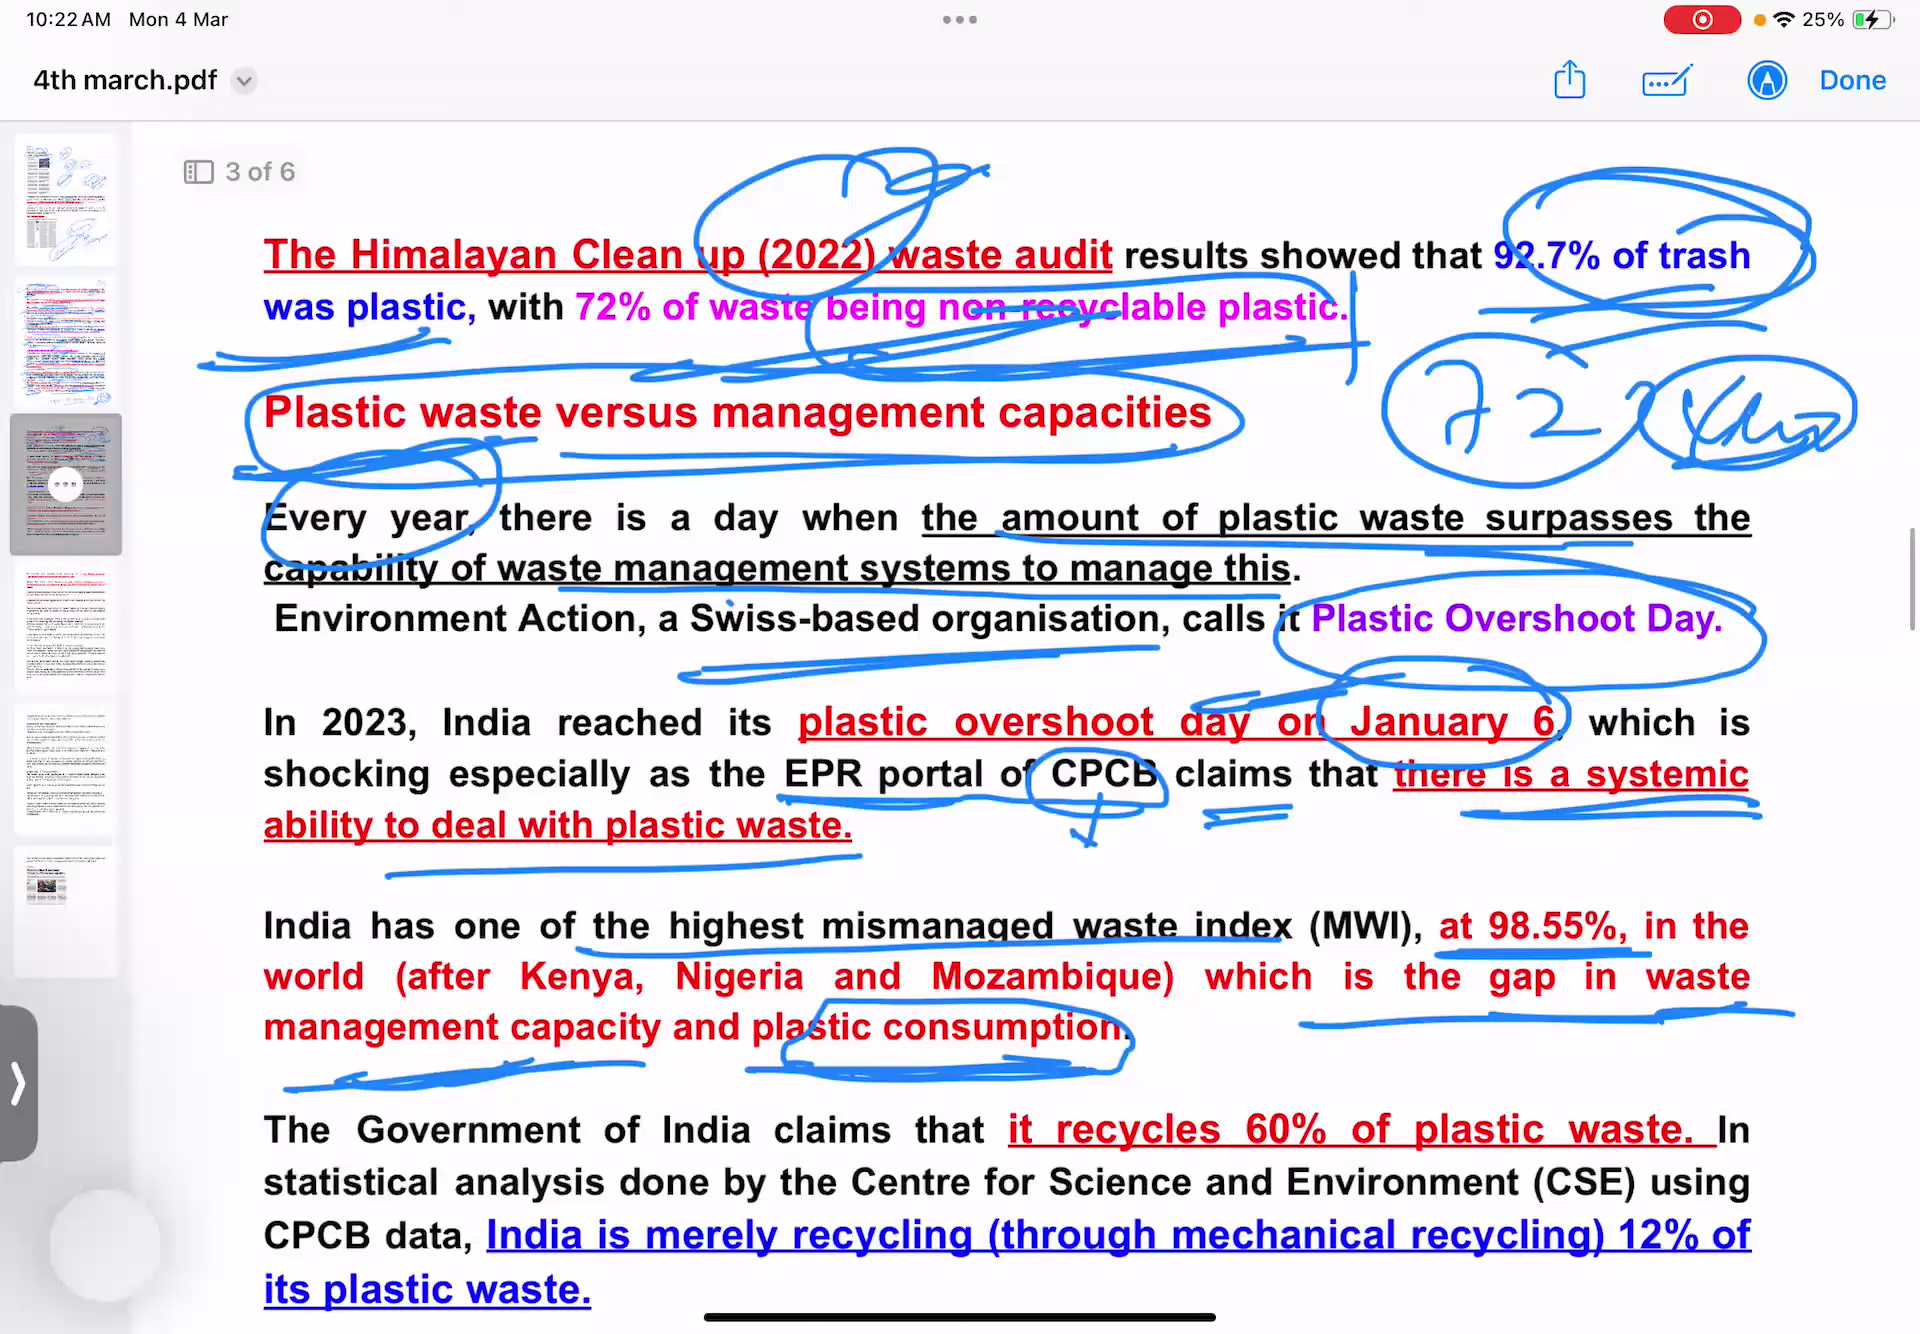 10:22 AM Mon 4 Mar
25%
4th march.pdf
Done
3 of 6
The Himalayan Clean up (2022) waste audit results showed that 92.7% of trash
was plastic, with 72% of waste being non-recyclable plastic.
72
Plastic waste versus management capacities
Every year, there is a day when the amount of plastic waste surpasses the
capability of waste management systems to manage this.
Environment Action, a Swiss-based organisation, calls it Plastic Overshoot Day.
In 2023, India reached its plastic overshoot day on January 6, which is
shocking especially as the EPR portal of CPCB claims that there is a systemic
ability to deal with plastic waste.
India has one of the highest mismanaged waste index (MWI), at 98.55%, in the
world (after Kenya, Nigeria and Mozambique) which is the gap in waste
management capacity and plastic consumption.
The Government of India claims that it recycles 60% of plastic waste. In
statistical analysis done by the Centre for Science and Environment (CSE) using
CPCB data, India is merely recycling (through mechanical recycling) 12% of
its plastic waste.